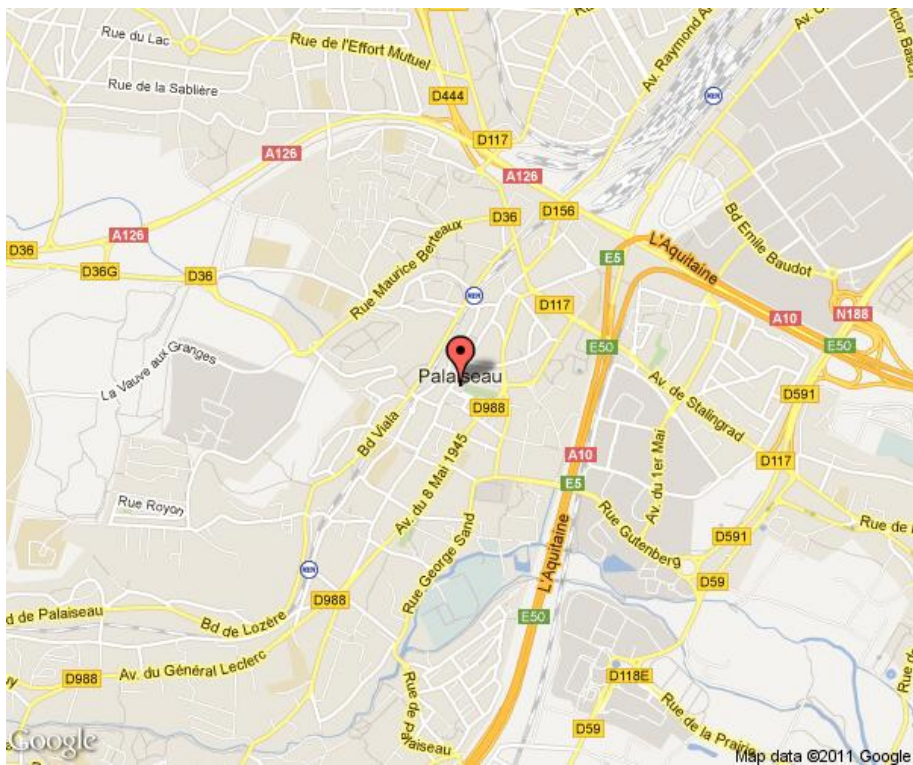 Rue du Lac
Rue de l'Effort Mutuel
Av. Raymond
Rue de la Sablière
RER
D444
D117
A126
A126
D36
D156
Bd Emile Baudot
A126
D36
D36G
D36
Rue Maurice Berteaux
L'Aquitaine
E5
RER
D117
A10
N188
La Vauve aux Granges
E50
E50
Palaiseau
Av. de Stalingrad
D591
D988
Bd Viala
Av. du 8 Mai 1945
A10
D117
E5
Av. du 1er Mai
Rue Royon
Rue Gutenberg
Rue de
D591
L'Aquitaine
Rue George Sand
RER
D59
D988
d de Palaiseau
Bd de Lozère
E50
Av. du Général Leclerc
D988
D118E
Rue de Palaiseau
Rue de la Prairie
D59
Google
Map data ©2011 Google